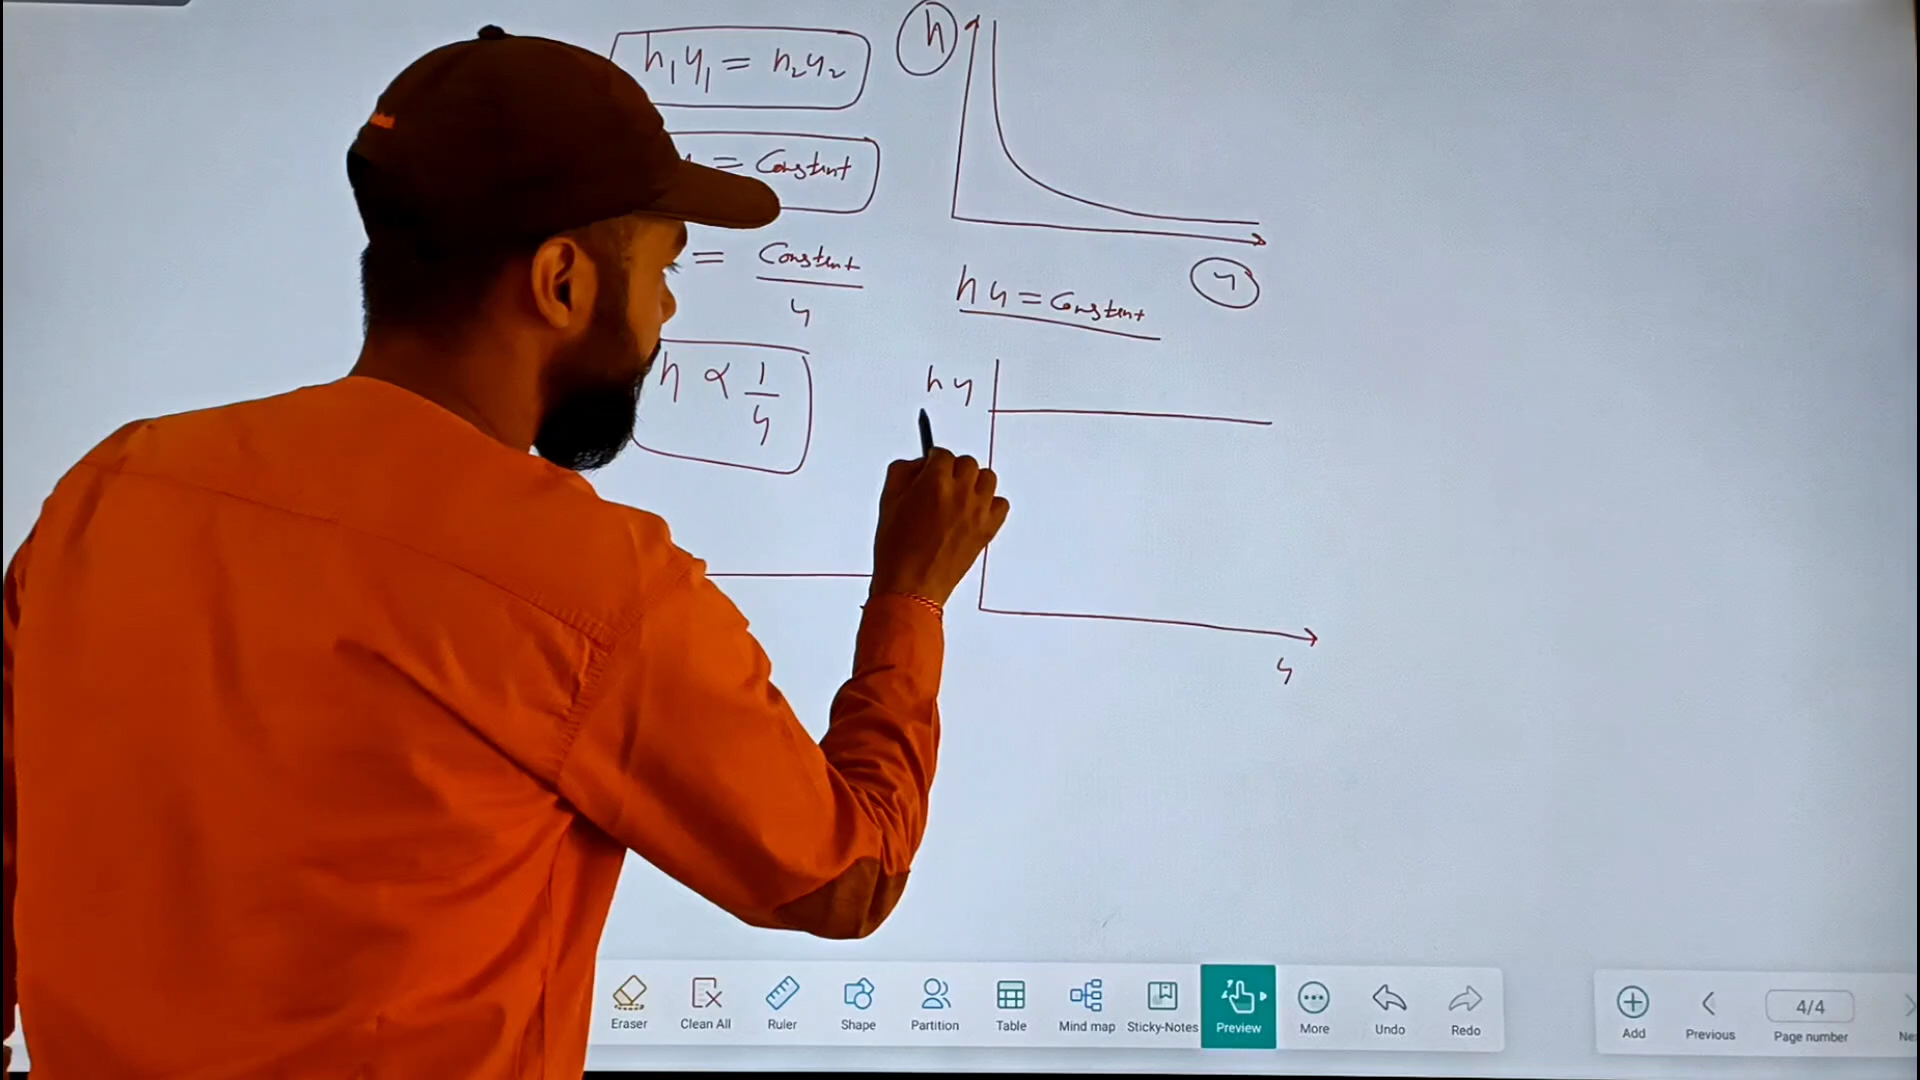 h₁y₁ = h₂y₂
= Constant
= Constant
y
h ∝ 1/y
h
y
hy = Constant
hy
y
Eraser
Clean All
Ruler
Shape
Partition
Table
Mind map
Sticky-Notes
Preview
More
Undo
Redo
Add
Previous
4/4
Page number